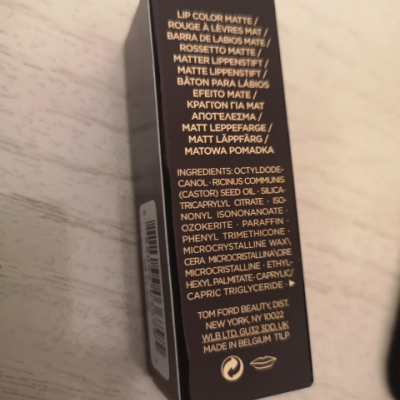 LIP COLOR MATTE /
ROUGE À LÈVRES MAT /
BARRA DE LABIOS MATE /
ROSSETTO MATTE /
MATTER LIPPENSTIFT /
MATTE LIPPENSTIFT /
BÂTON PARA LÁBIOS
EFEITO MATE /
ΚΡΑΓΙΟΝ ΓΙΑ ΜΑΤ
ΑΠΟΤΕΛΕΣΜΑ /
MATT LEPPEFARGE /
MATT LÄPPFÄRG /
MATOWA POMADKA
INGREDIENTS: OCTYLDODE-
CANOL • RICINUS COMMUNIS
(CASTOR) SEED OIL • SILICA •
TRICAPRYLYL CITRATE • ISO-
NONYL ISONONANOATE •
OZOKERITE • PARAFFIN •
PHENYL TRIMETHICONE •
MICROCRYSTALLINE WAX\
CERA MICROCRISTALLINA\CIRE
MICROCRISTALLINE • ETHYL-
HEXYL PALMITATE • CAPRYLIC/
CAPRIC TRIGLYCERIDE • ▶
TOM FORD BEAUTY, DIST.
NEW YORK, NY 10022
WLB LTD, GU32 3DD, UK
MADE IN BELGIUM T1LP